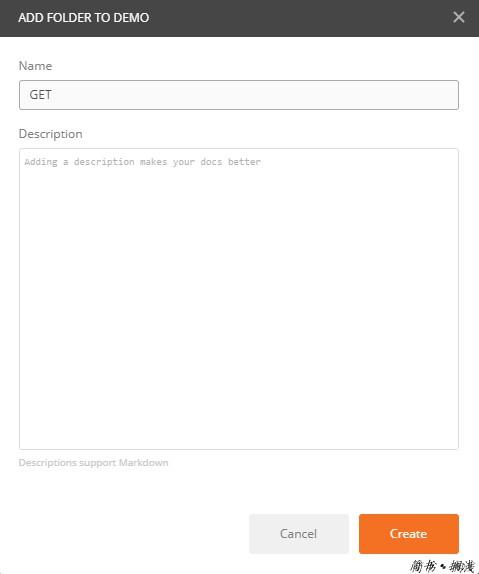 ADD FOLDER TO DEMO
Name
GET
Description
Adding a description makes your docs better
Descriptions support Markdown
Cancel
Create
简书·搁浅